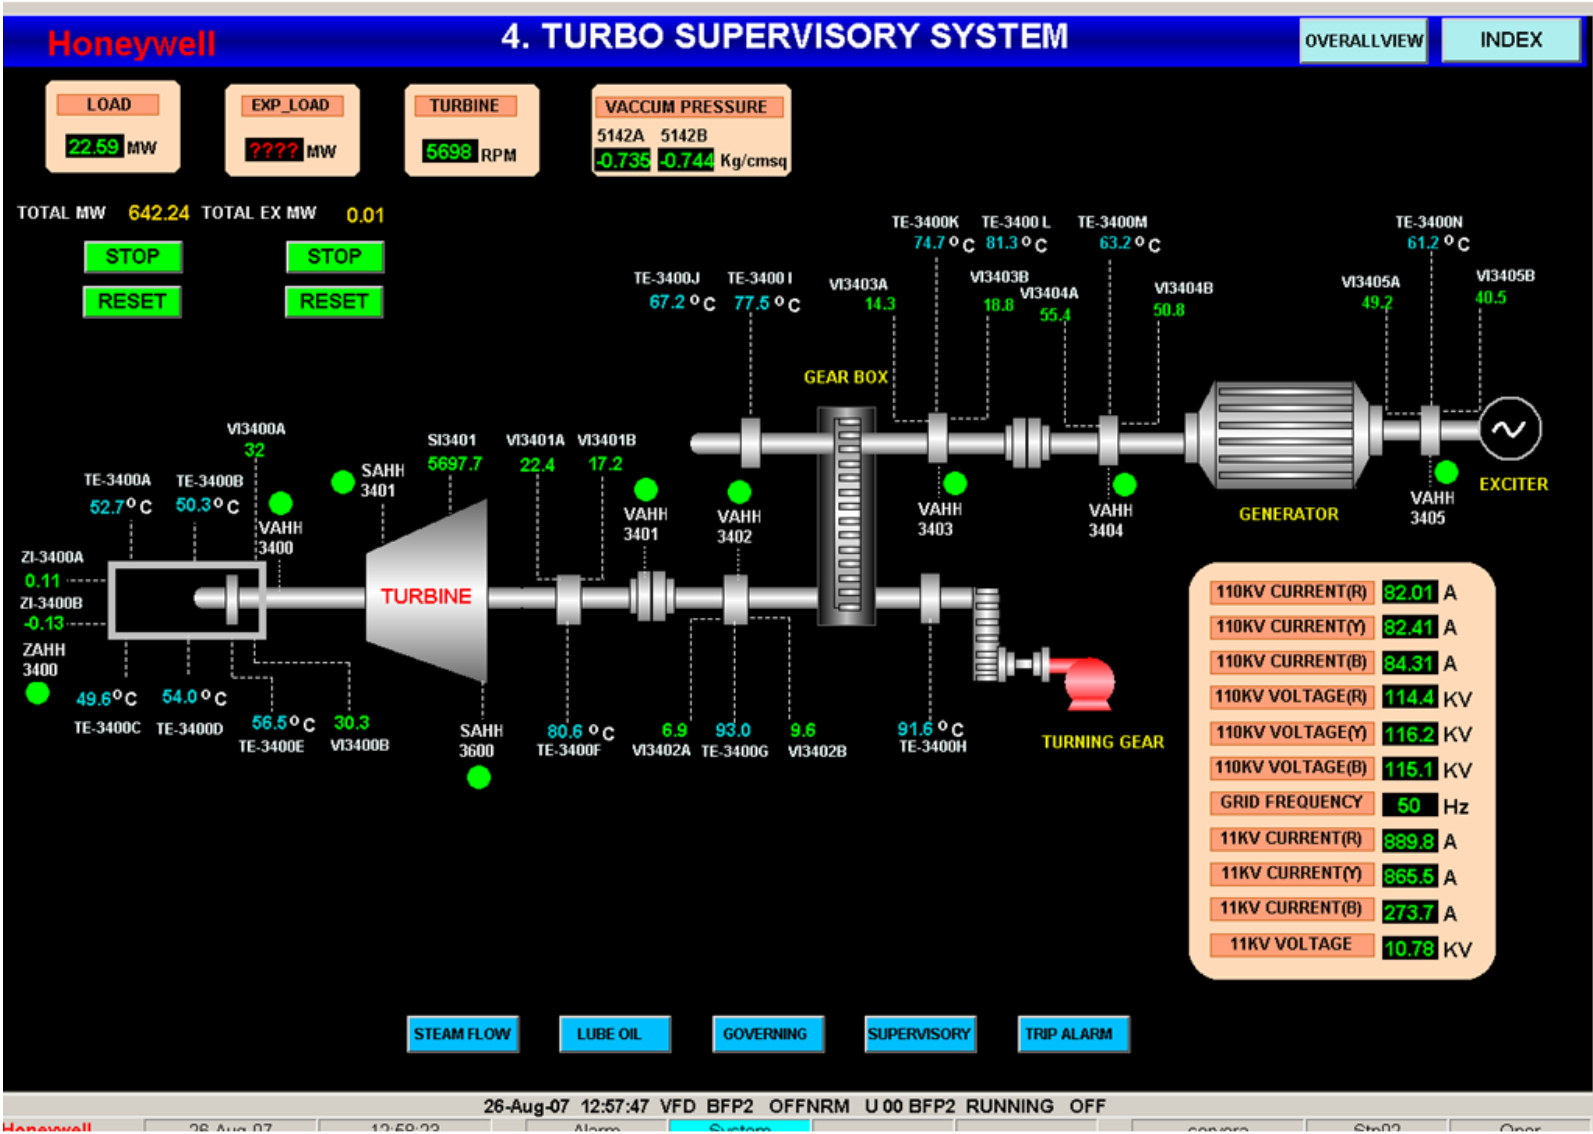 Honeywell 4. TURBO SUPERVISORY SYSTEM OVERALLVIEW INDEX
LOAD EXP_LOAD TURBINE VACCUM PRESSURE
5142A 5142B
22.59 MW ???? MW 5698 RPM -0.735 -0.744 Kg/cmsq
TOTAL MW 642.24 TOTAL EX MW 0.01
STOP STOP
RESET RESET
TE-3400K TE-3400 L TE-3400M TE-3400N
74.7 °C 81.3 °C 63.2 °C 61.2 °C
TE-3400J TE-3400 I VI3403A VI3403B VI3404A VI3404B VI3405A VI3405B
67.2 °C 77.5 °C 14.3 18.8 55.4 50.8 49.2 40.5
GEAR BOX
VI3400A
32
SI3401 VI3401A VI3401B
5697.7 22.4 17.2
SAHH
3401
TE-3400A TE-3400B
52.7 °C 50.3 °C
VAHH
3400
VAHH
3401
VAHH
3402
VAHH
3403
VAHH
3404
VAHH
3405
GENERATOR
EXCITER
ZI-3400A
0.11
ZI-3400B
-0.13
ZAHH
3400
TURBINE
49.6 °C 54.0 °C
TE-3400C TE-3400D
56.5 °C 30.3
TE-3400E VI3400B
SAHH
3600
80.6 °C 6.9 93.0 9.6 91.6 °C
TE-3400F VI3402A TE-3400G VI3402B TE-3400H
TURNING GEAR
110KV CURRENT(R) 82.01 A
110KV CURRENT(Y) 82.41 A
110KV CURRENT(B) 84.31 A
110KV VOLTAGE(R) 114.4 KV
110KV VOLTAGE(Y) 116.2 KV
110KV VOLTAGE(B) 115.1 KV
GRID FREQUENCY 50 Hz
11KV CURRENT(R) 889.8 A
11KV CURRENT(Y) 865.5 A
11KV CURRENT(B) 273.7 A
11KV VOLTAGE 10.78 KV
STEAM FLOW LUBE OIL GOVERNING SUPERVISORY TRIP ALARM
26-Aug-07 12:57:47 VFD BFP2 OFFNRM U 00 BFP2 RUNNING OFF
Honeywell 26-Aug-07 12:58:23 Alarm System servera Stn02 Oper